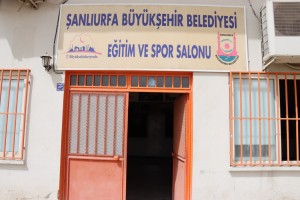 ŞANLIURFA BÜYÜKŞEHİR BELEDİYESİ
EĞİTİM VE SPOR SALONU